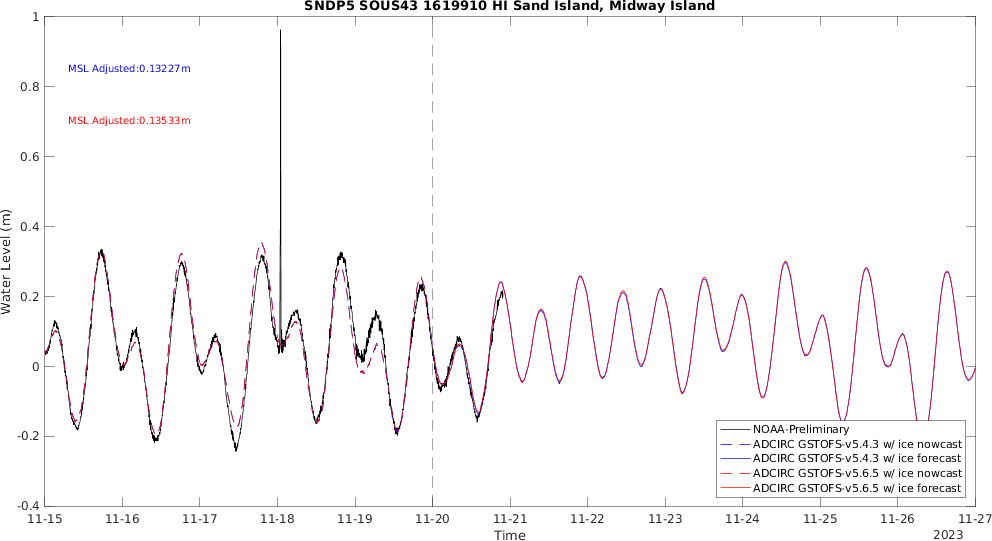 SNDP5 SOUS43 1619910 HI Sand Island, Midway Island
MSL Adjusted:0.13227m
MSL Adjusted:0.13533m
Water Level (m)
1
0.8
0.6
0.4
0.2
0
-0.2
-0.4
NOAA-Preliminary
ADCIRC GSTOFS-v5.4.3 w/ ice nowcast
ADCIRC GSTOFS-v5.4.3 w/ ice forecast
ADCIRC GSTOFS-v5.6.5 w/ ice nowcast
ADCIRC GSTOFS-v5.6.5 w/ ice forecast
11-15 11-16 11-17 11-18 11-19 11-20 11-21 11-22 11-23 11-24 11-25 11-26 11-27
Time
2023